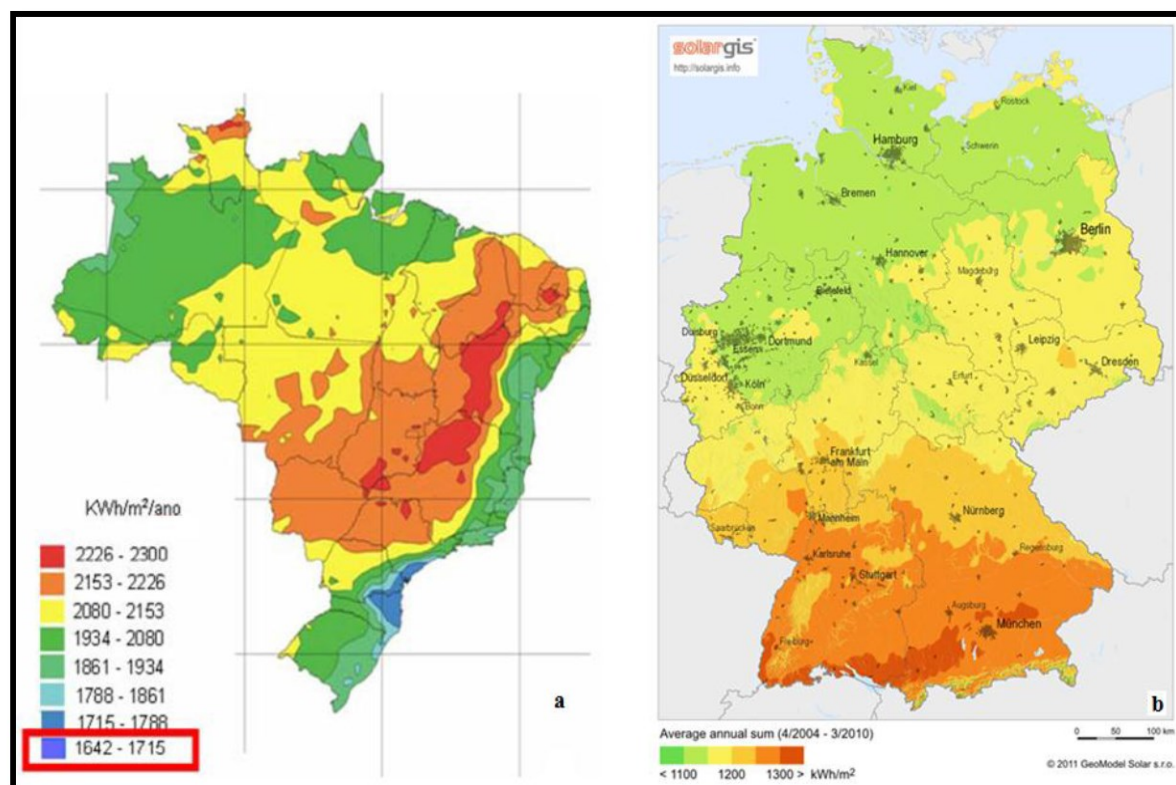 KWh/m²/ano
2226 - 2300
2153 - 2226
2080 - 2153
1934 - 2080
1861 - 1934
1788 - 1861
1715 - 1788
1642 - 1715
a
solargis
http://solargis.info
Kiel
Rostock
Hamburg
Schwerin
Bremen
Berlin
Hannover
Magdeburg
Bielefeld
Duisburg
Essen
Dortmund
Leipzig
Kassel
Düsseldorf
Köln
Dresden
Erfurt
Bonn
Frankfurt
am Main
Mannheim
Nürnberg
Saarbrücken
Karlsruhe
Regensburg
Stuttgart
Augsburg
München
Freiburg
b
Average annual sum (4/2004 - 3/2010)
< 1100 1200 1300 > kWh/m²
0 50 100 km
© 2011 GeoModel Solar s.r.o.